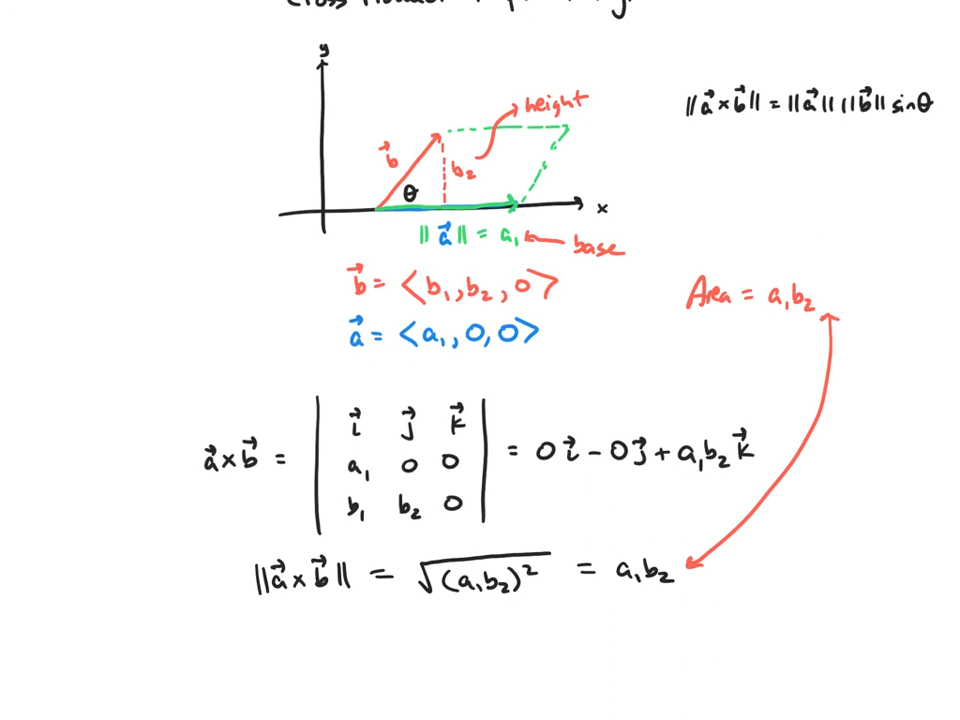 y
height
‖a⃗ × b⃗‖ = ‖a⃗‖ ‖b⃗‖ sinθ
b⃗
b₂
θ
x
‖a⃗‖ = a₁
base
b⃗ = <b₁, b₂, 0>
Area = a₁b₂
a⃗ = <a₁, 0, 0>
i⃗ j⃗ k⃗
a⃗ × b⃗ = | a₁ 0 0 | = 0i⃗ − 0j⃗ + a₁b₂k⃗
b₁ b₂ 0
‖a⃗ × b⃗‖ = √(a₁b₂)² = a₁b₂